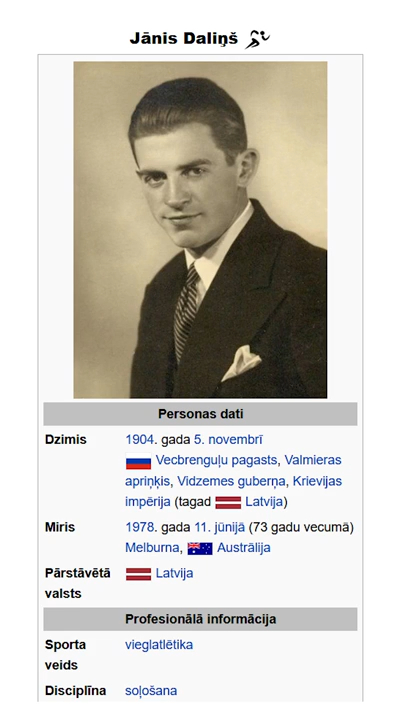 Jānis Daliņš
Personas dati
Dzimis 1904. gada 5. novembrī
Vecbrenguļu pagasts, Valmieras
apriņķis, Vidzemes guberņa, Krievijas
impērija (tagad Latvija)
Miris 1978. gada 11. jūnijā (73 gadu vecumā)
Melburna, Austrālija
Pārstāvētā Latvija
valsts
Profesionālā informācija
Sporta vieglatlētika
veids
Disciplīna soļošana